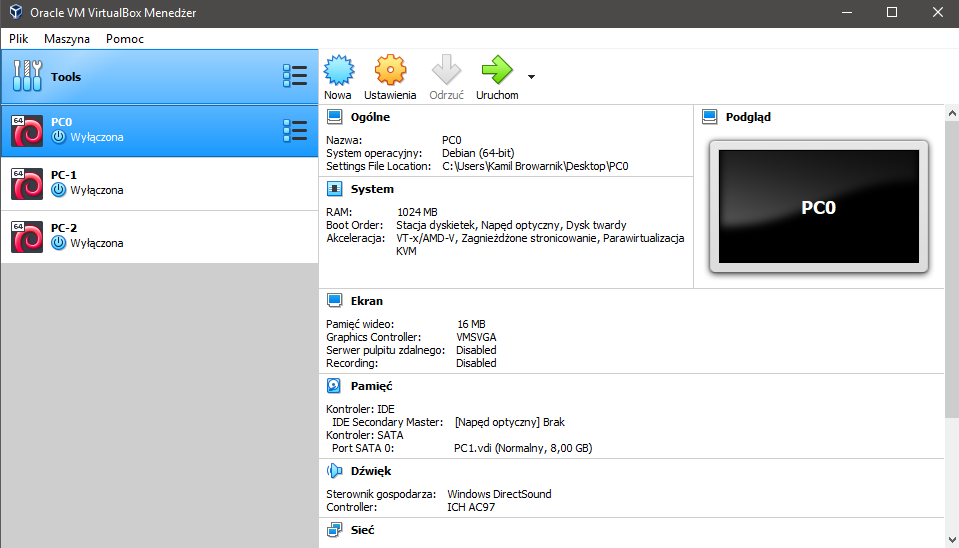 Oracle VM VirtualBox Menedżer
Plik Maszyna Pomoc
Tools
64 PC0
Wyłączona
64 PC-1
Wyłączona
64 PC-2
Wyłączona
Nowa Ustawienia Odrzuć Uruchom
Ogólne
Nazwa: PC0
System operacyjny: Debian (64-bit)
Settings File Location: C:\Users\Kamil Browarnik\Desktop\PC0
System
RAM: 1024 MB
Boot Order: Stacja dyskietek, Napęd optyczny, Dysk twardy
Akceleracja: VT-x/AMD-V, Zagnieżdżone stronicowanie, Parawirtualizacja
KVM
Podgląd
PC0
Ekran
Pamięć wideo: 16 MB
Graphics Controller: VMSVGA
Serwer pulpitu zdalnego: Disabled
Recording: Disabled
Pamięć
Kontroler: IDE
IDE Secondary Master: [Napęd optyczny] Brak
Kontroler: SATA
Port SATA 0: PC1.vdi (Normalny, 8,00 GB)
Dźwięk
Sterownik gospodarza: Windows DirectSound
Controller: ICH AC97
Sieć